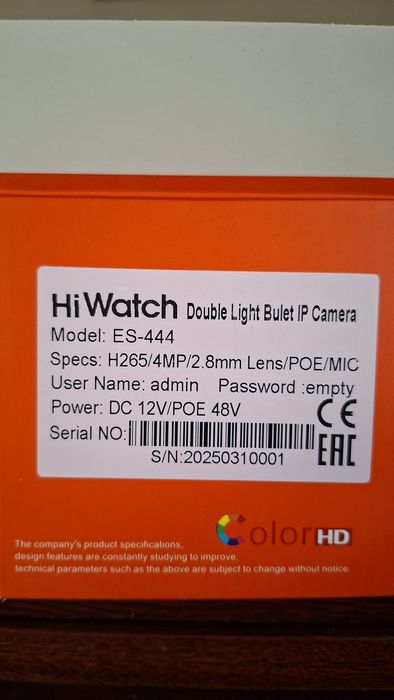 HiWatch Double Light Bulet IP Camera
Model: ES-444
Specs: H265/4MP/2.8mm Lens/POE/MIC
User Name: admin Password :empty
Power: DC 12V/POE 48V
CE
Serial NO:
EAC
S/N:20250310001
ColorHD
The company's product specifications,
design features are constantly studying to improve,
technical parameters such as the above are subject to change without notice